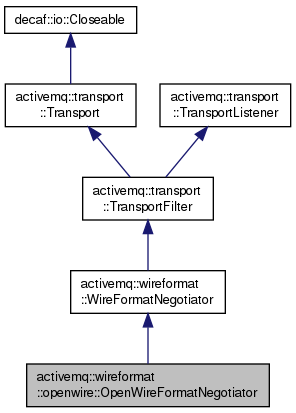 decaf::io::Closeable
activemq::transport
::Transport
activemq::transport
::TransportListener
activemq::transport
::TransportFilter
activemq::wireformat
::WireFormatNegotiator
activemq::wireformat
::openwire::OpenWireFormatNegotiator